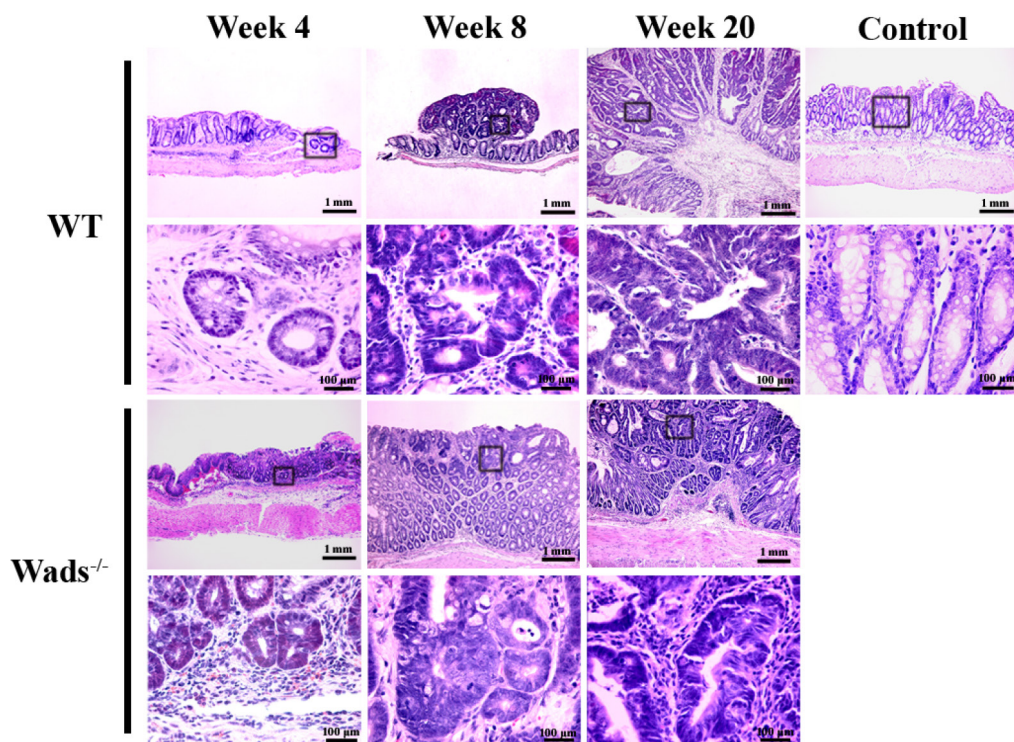 Week 4 Week 8 Week 20 Control
WT
1 mm 1 mm 1 mm 1 mm
100 µm 100 µm 100 µm 100 µm
Wads-/-
1 mm 1 mm 1 mm
100 µm 100 µm 100 µm